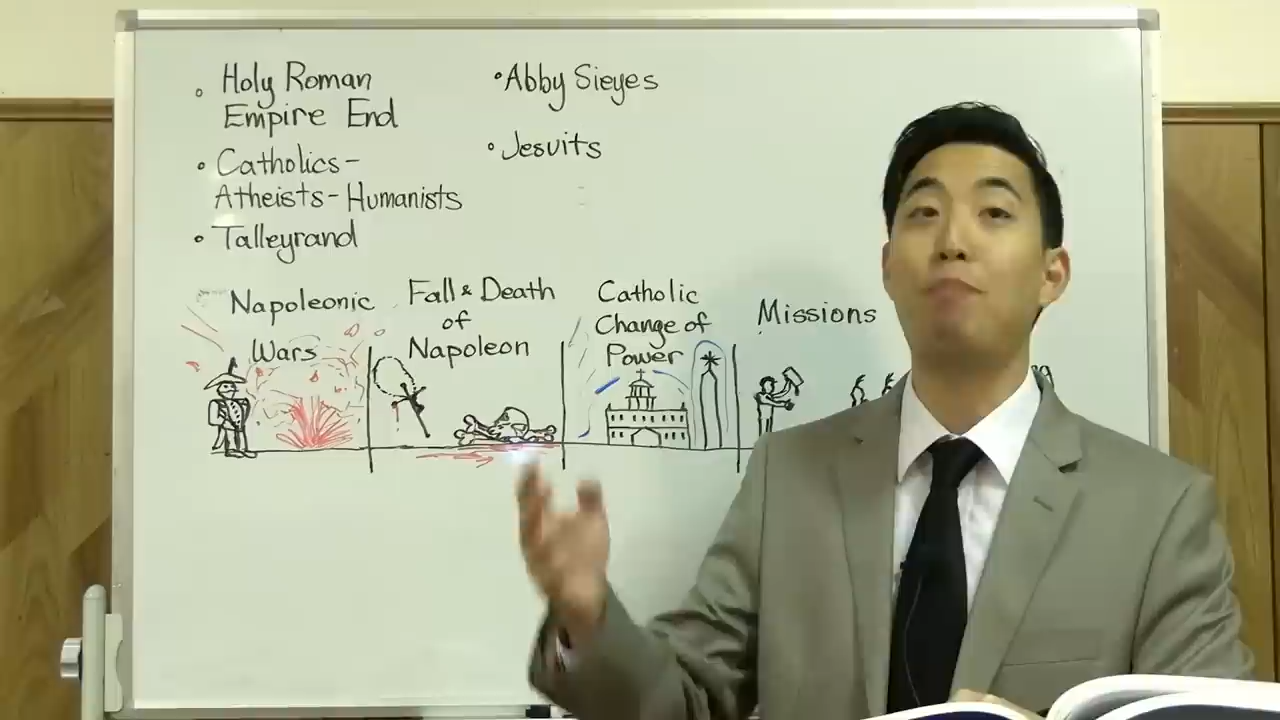 • Holy Roman
Empire End
• Catholics-
Atheists-Humanists
• Talleyrand
• Abby Sieyes
• Jesuits
Napoleonic
Wars
Fall & Death
of
Napoleon
Catholic
Change of
Power
Missions